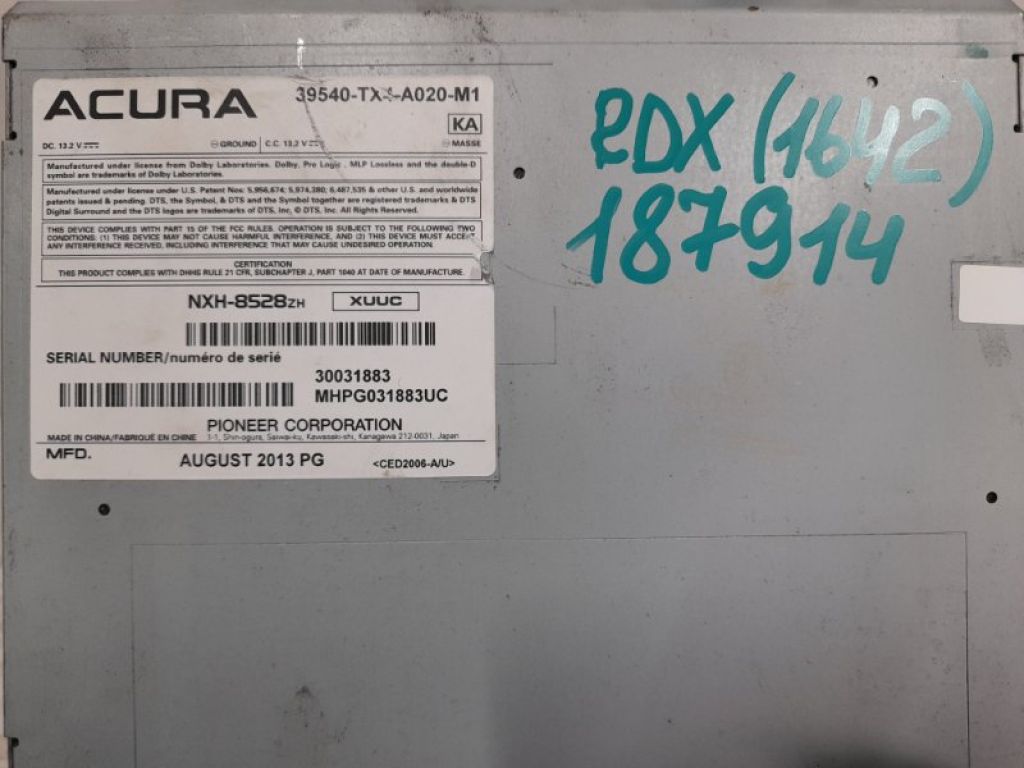 ACURA
39540-TX4-A020-M1
KA
DC. 13.2 V GROUND C.C. 13.2 V MASSE
Manufactured under license from Dolby Laboratories. Dolby, Pro Logic, MLP Lossless and the double-D
symbol are trademarks of Dolby Laboratories.
Manufactured under license under U.S. Patent Nos: 5,956,674; 5,974,380; 6,487,535 & other U.S. and worldwide
patents issued & pending. DTS, the Symbol, & DTS and the Symbol together are registered trademarks & DTS
Digital Surround and the DTS logos are trademarks of DTS, Inc. © DTS, Inc. All Rights Reserved.
THIS DEVICE COMPLIES WITH PART 15 OF THE FCC RULES. OPERATION IS SUBJECT TO THE FOLLOWING TWO
CONDITIONS: (1) THIS DEVICE MAY NOT CAUSE HARMFUL INTERFERENCE, AND (2) THIS DEVICE MUST ACCEPT
ANY INTERFERENCE RECEIVED, INCLUDING INTERFERENCE THAT MAY CAUSE UNDESIRED OPERATION.
CERTIFICATION
THIS PRODUCT COMPLIES WITH DHHS RULE 21 CFR, SUBCHAPTER J, PART 1040 AT DATE OF MANUFACTURE.
NXH-8528ZH XUUC
SERIAL NUMBER/numéro de serié
30031883
MHPG031883UC
PIONEER CORPORATION
MADE IN CHINA/FABRIQUÉ EN CHINE 1-1, Shin-ogura, Saiwai-ku, Kawasaki-shi, Kanagawa 212-0031, Japan
MFD. AUGUST 2013 PG <CED2006-A/U>
RDX (1642)
187914